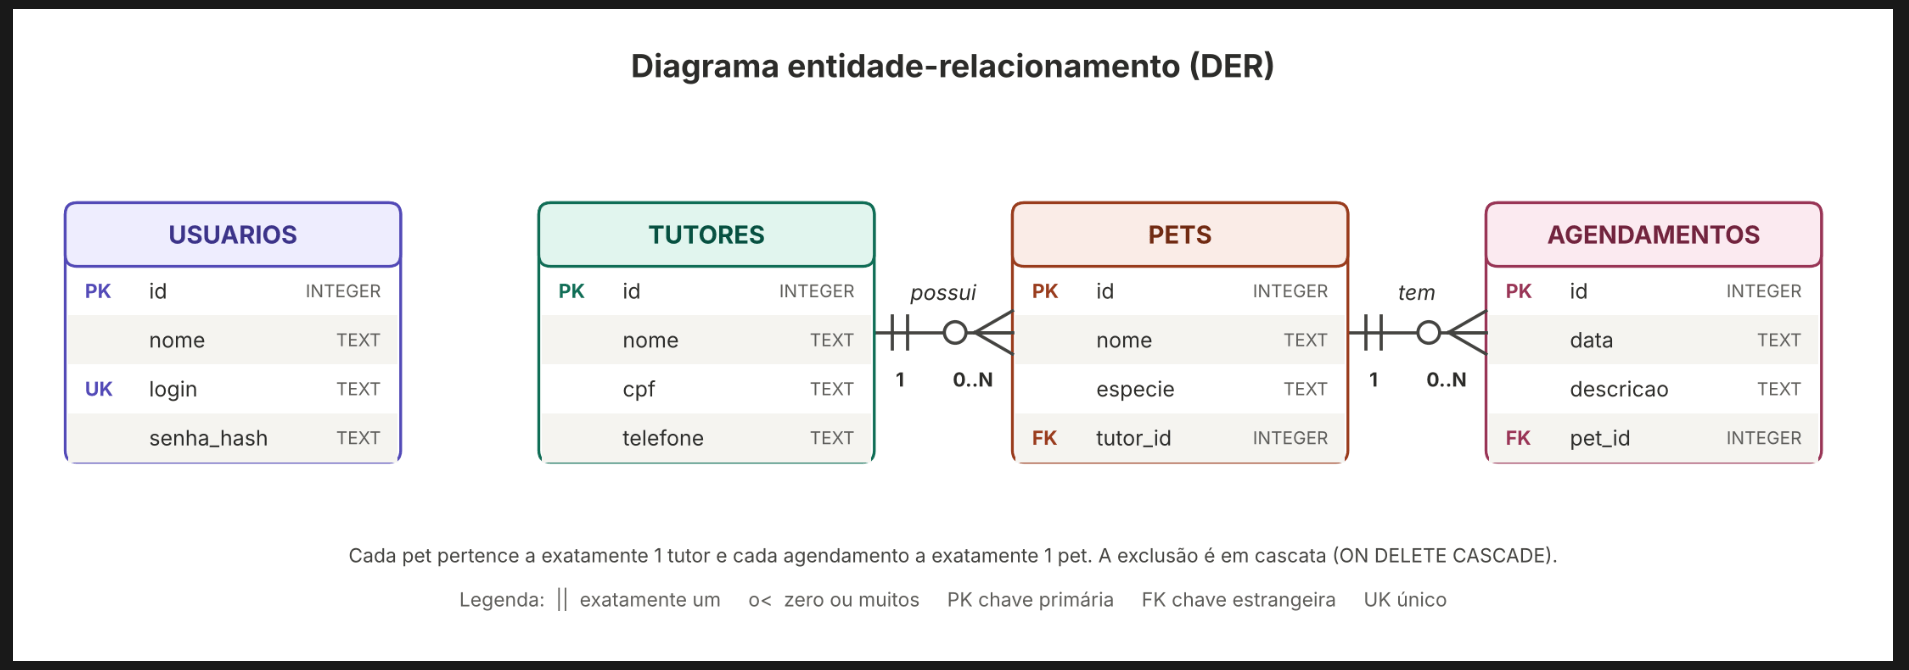 Diagrama entidade-relacionamento (DER)
USUARIOS
PK id INTEGER
nome TEXT
UK login TEXT
senha_hash TEXT
TUTORES
PK id INTEGER
nome TEXT
cpf TEXT
telefone TEXT
possui
1 0..N
PETS
PK id INTEGER
nome TEXT
especie TEXT
FK tutor_id INTEGER
tem
1 0..N
AGENDAMENTOS
PK id INTEGER
data TEXT
descricao TEXT
FK pet_id INTEGER
Cada pet pertence a exatamente 1 tutor e cada agendamento a exatamente 1 pet. A exclusão é em cascata (ON DELETE CASCADE).
Legenda: || exatamente um o< zero ou muitos PK chave primária FK chave estrangeira UK único